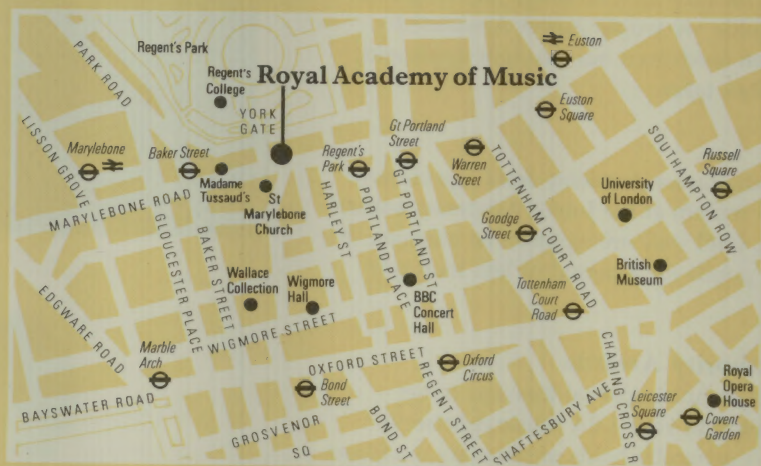 Regent's Park
Euston
PARK ROAD
Regent's
College
Royal Academy of Music
YORK
GATE
Euston
Square
LISSON GROVE
Marylebone
Baker Street
Gt Portland
Street
Regent's
Park
Warren
Street
SOUTHAMPTON ROW
Russell
Square
Madame
Tussaud's
St
Marylebone
Church
MARYLEBONE ROAD
HARLEY ST
PORTLAND PLACE
GT PORTLAND ST
TOTTENHAM COURT ROAD
University
of London
Goodge
Street
GLOUCESTER PLACE
BAKER STREET
Wallace
Collection
Wigmore
Hall
BBC
Concert
Hall
British
Museum
Tottenham
Court
Road
EDGWARE ROAD
WIGMORE STREET
Marble
Arch
OXFORD STREET
Oxford
Circus
CHARING CROSS R
Royal
Opera
House
Bond
Street
REGENT STREET
Leicester
Square
Covent
Garden
BAYSWATER ROAD
GROSVENOR
SQ
BOND ST
SHAFTESBURY AVE